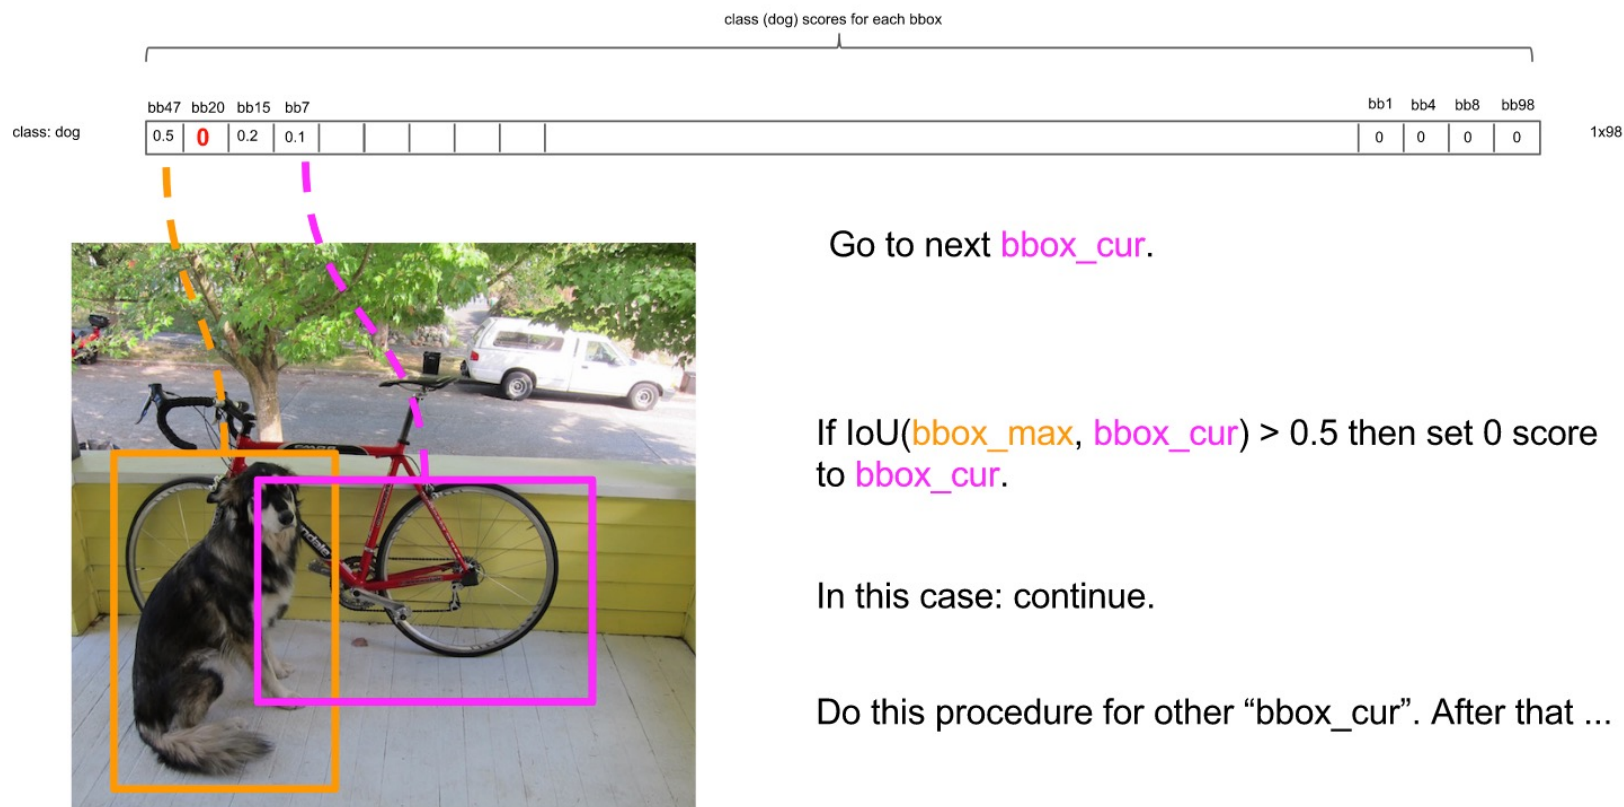 class (dog) scores for each bbox
bb47 bb20 bb15 bb7 bb1 bb4 bb8 bb98
class: dog 0.5 0 0.2 0.1 0 0 0 0 1x98
Go to next bbox_cur.
If IoU(bbox_max, bbox_cur) > 0.5 then set 0 score
to bbox_cur.
ndale
In this case: continue.
Do this procedure for other “bbox_cur”. After that ...